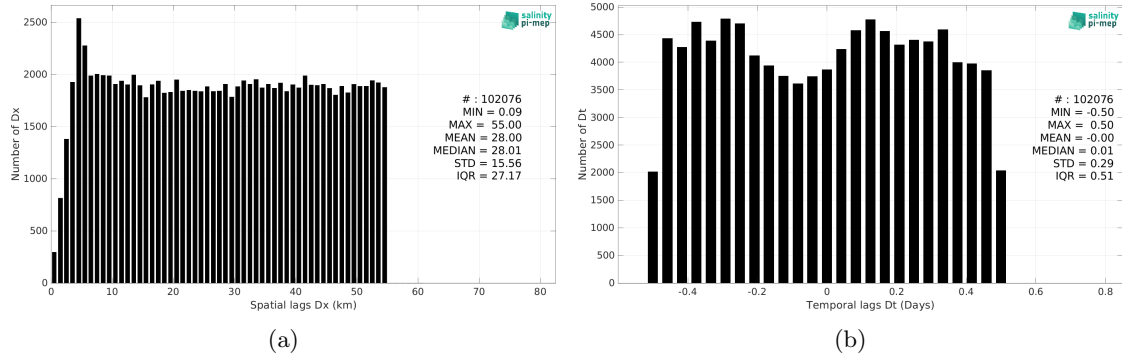 salinity
pi-mep
2500
2000
1500
1000
500
0
Number of Dx
# : 102076
MIN = 0.09
MAX = 55.00
MEAN = 28.00
MEDIAN = 28.01
STD = 15.56
IQR = 27.17
0 10 20 30 40 50 60 70 80
Spatial lags Dx (km)
(a)
salinity
pi-mep
5000
4500
4000
3500
3000
2500
2000
1500
1000
500
0
Number of Dt
# : 102076
MIN = -0.50
MAX = 0.50
MEAN = -0.00
MEDIAN = 0.01
STD = 0.29
IQR = 0.51
-0.4 -0.2 0 0.2 0.4 0.6 0.8
Temporal lags Dt (Days)
(b)